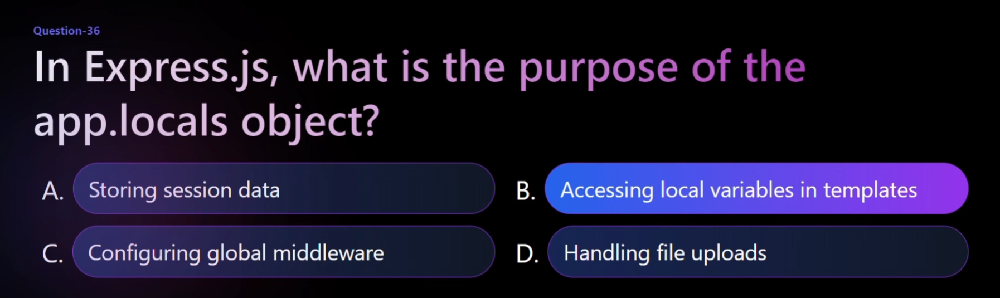 Question-36
In Express.js, what is the purpose of the
app.locals object?
A. Storing session data
B. Accessing local variables in templates
C. Configuring global middleware
D. Handling file uploads